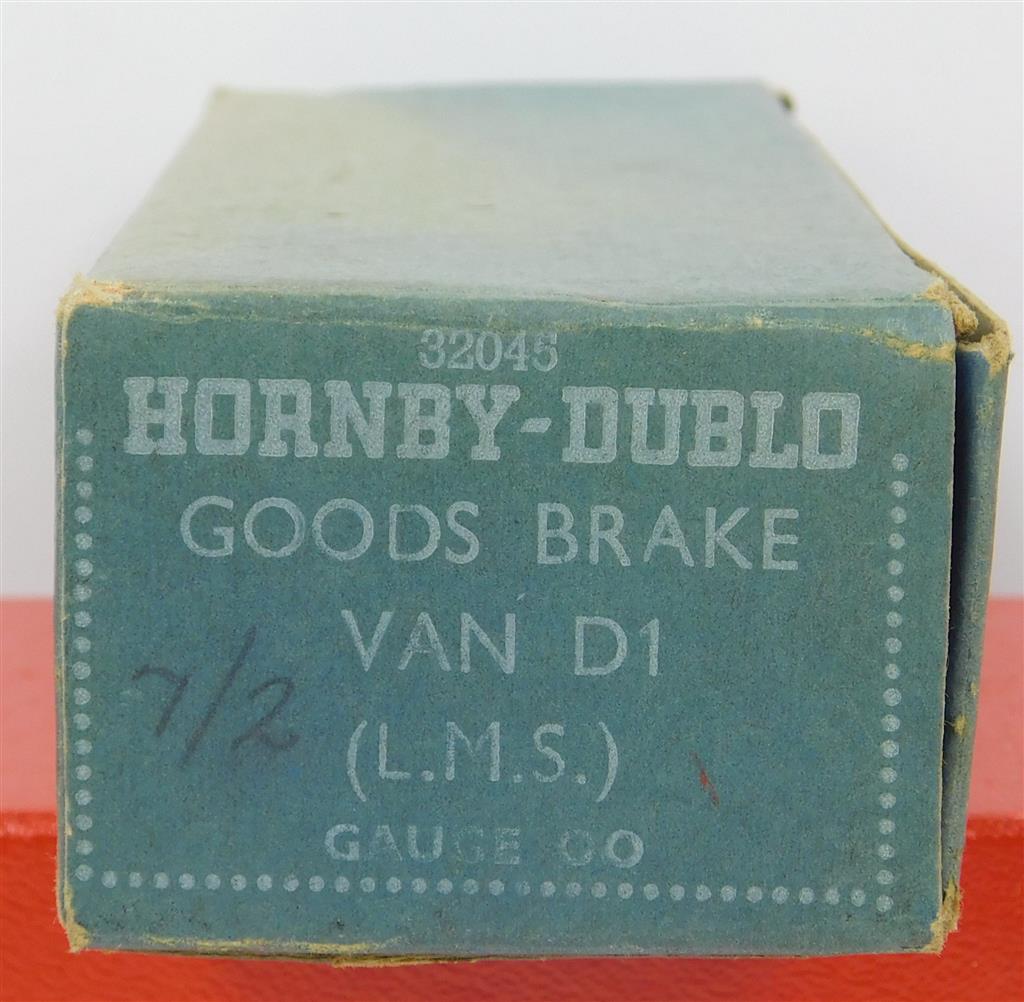 32045
HORNBY-DUBLO
GOODS BRAKE
VAN D1
7/2
(L.M.S.)
GAUGE OO